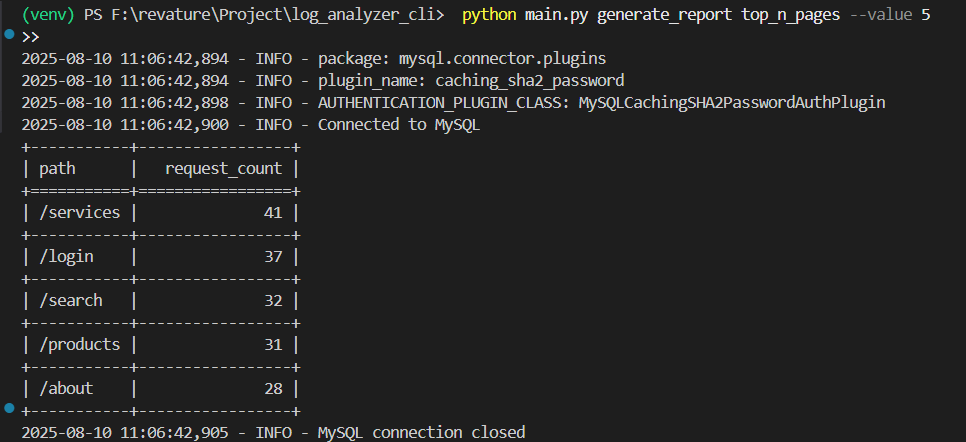 (venv) PS F:\revature\Project\log_analyzer_cli>  python main.py generate_report top_n_pages --value 5
>>
2025-08-10 11:06:42,894 - INFO - package: mysql.connector.plugins
2025-08-10 11:06:42,894 - INFO - plugin_name: caching_sha2_password
2025-08-10 11:06:42,898 - INFO - AUTHENTICATION_PLUGIN_CLASS: MySQLCachingSHA2PasswordAuthPlugin
2025-08-10 11:06:42,900 - INFO - Connected to MySQL
+-----------+-----------------+
| path      |   request_count |
+===========+=================+
| /services |              41 |
+-----------+-----------------+
| /login    |              37 |
+-----------+-----------------+
| /search   |              32 |
+-----------+-----------------+
| /products |              31 |
+-----------+-----------------+
| /about    |              28 |
+-----------+-----------------+
2025-08-10 11:06:42,905 - INFO - MySQL connection closed